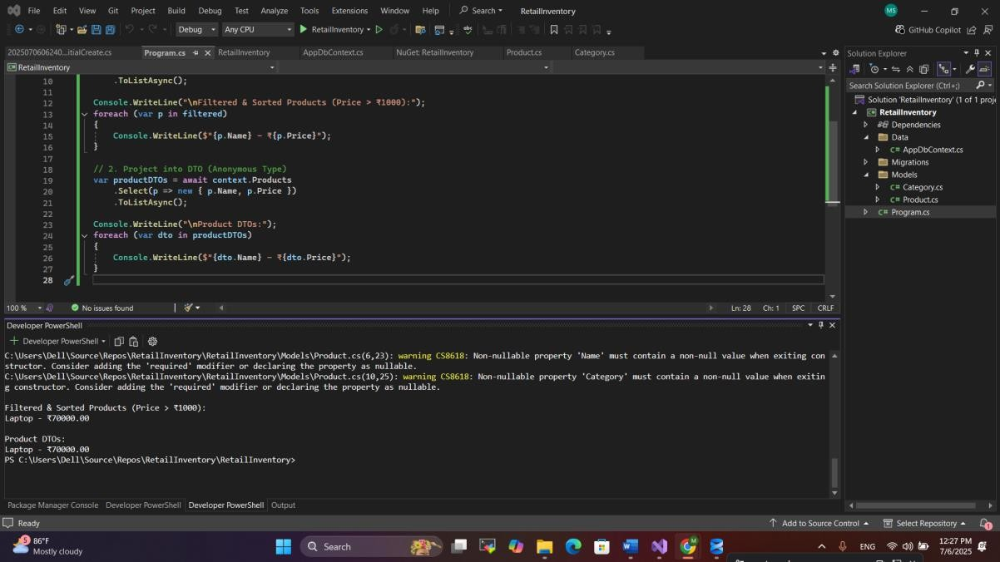 File Edit View Git Project Build Debug Test Analyze Tools Extensions Window Help Search RetailInventory MS
Debug Any CPU RetailInventory GitHub Copilot
2025070606240...itialCreate.cs Program.cs RetailInventory AppDbContext.cs NuGet: RetailInventory Product.cs Category.cs
RetailInventory
10 .ToListAsync();
11
12 Console.WriteLine("\nFiltered & Sorted Products (Price > ₹1000):");
13 foreach (var p in filtered)
14 {
15 Console.WriteLine($"{p.Name} - ₹{p.Price}");
16 }
17
18 // 2. Project into DTO (Anonymous Type)
19 var productDTOs = await context.Products
20 .Select(p => new { p.Name, p.Price })
21 .ToListAsync();
22
23 Console.WriteLine("\nProduct DTOs:");
24 foreach (var dto in productDTOs)
25 {
26 Console.WriteLine($"{dto.Name} - ₹{dto.Price}");
27 }
28
100 % No issues found Ln: 28 Ch: 1 SPC CRLF
Developer PowerShell
Developer PowerShell
C:\Users\Dell\Source\Repos\RetailInventory\RetailInventory\Models\Product.cs(6,23): warning CS8618: Non-nullable property 'Name' must contain a non-null value when exiting con
structor. Consider adding the 'required' modifier or declaring the property as nullable.
C:\Users\Dell\Source\Repos\RetailInventory\RetailInventory\Models\Product.cs(10,25): warning CS8618: Non-nullable property 'Category' must contain a non-null value when exitin
g constructor. Consider adding the 'required' modifier or declaring the property as nullable.
Filtered & Sorted Products (Price > ₹1000):
Laptop - ₹70000.00
Product DTOs:
Laptop - ₹70000.00
PS C:\Users\Dell\Source\Repos\RetailInventory\RetailInventory>
Package Manager Console Developer PowerShell Developer PowerShell Output
Solution Explorer
Search Solution Explorer (Ctrl+;)
Solution 'RetailInventory' (1 of 1 proje
RetailInventory
Dependencies
Data
C# AppDbContext.cs
Migrations
Models
C# Category.cs
C# Product.cs
C# Program.cs
Ready Add to Source Control Select Repository 1
5 86°F
Mostly cloudy
Search
ENG
12:27 PM
7/6/2025